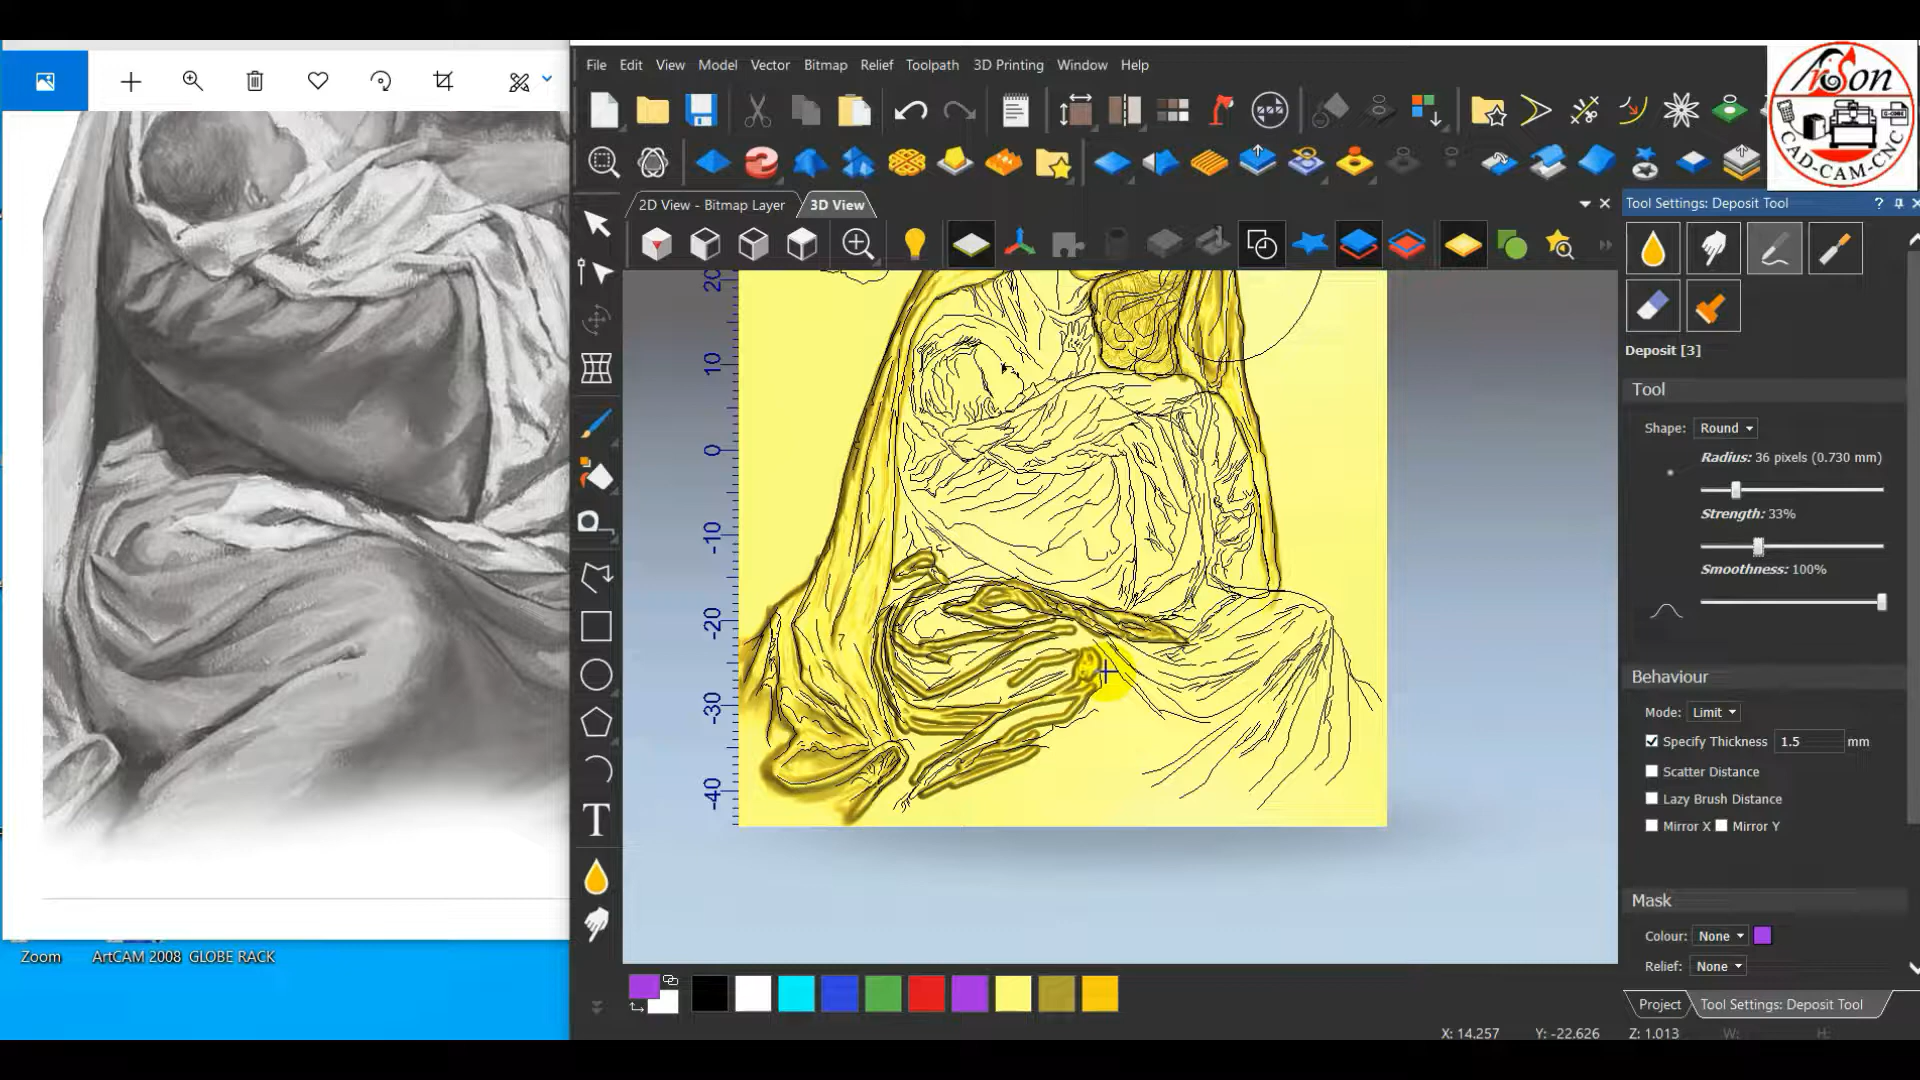 File Edit View Model Vector Bitmap Relief Toolpath 3D Printing Window Help
ArSon
CAD-CAM-CNC
2D View - Bitmap Layer 3D View
Tool Settings: Deposit Tool ?
Deposit [3]
Tool
Shape: Round
Radius: 36 pixels (0.730 mm)
Strength: 33%
Smoothness: 100%
Behaviour
Mode: Limit
Specify Thickness 1.5 mm
Scatter Distance
Lazy Brush Distance
Mirror X Mirror Y
Mask
Colour: None
Relief: None
Project Tool Settings: Deposit Tool
X: 14.257 Y: -22.626 Z: 1.013 W: H:
20
10
0
-10
-20
-30
-40
T
Zoom ArtCAM 2008 GLOBE RACK